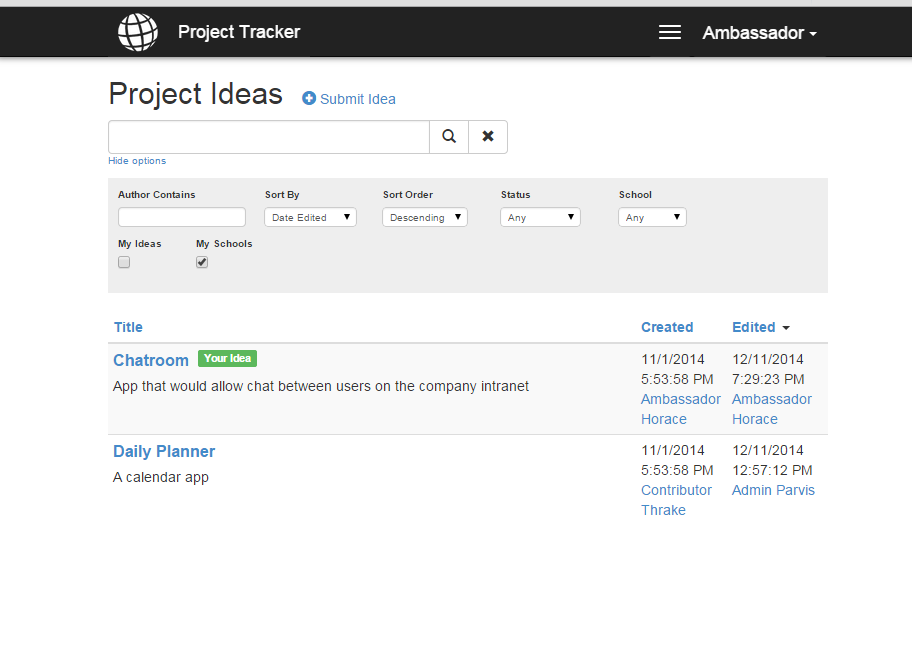 Project Tracker Ambassador
Project Ideas Submit Idea
Hide options
Author Contains Sort By Sort Order Status School
Date Edited Descending Any Any
My Ideas My Schools
Title Created Edited
Chatroom Your Idea 11/1/2014 12/11/2014
5:53:58 PM 7:29:23 PM
App that would allow chat between users on the company intranet
Ambassador Ambassador
Horace Horace
Daily Planner 11/1/2014 12/11/2014
5:53:58 PM 12:57:12 PM
A calendar app
Contributor Admin Parvis
Thrake